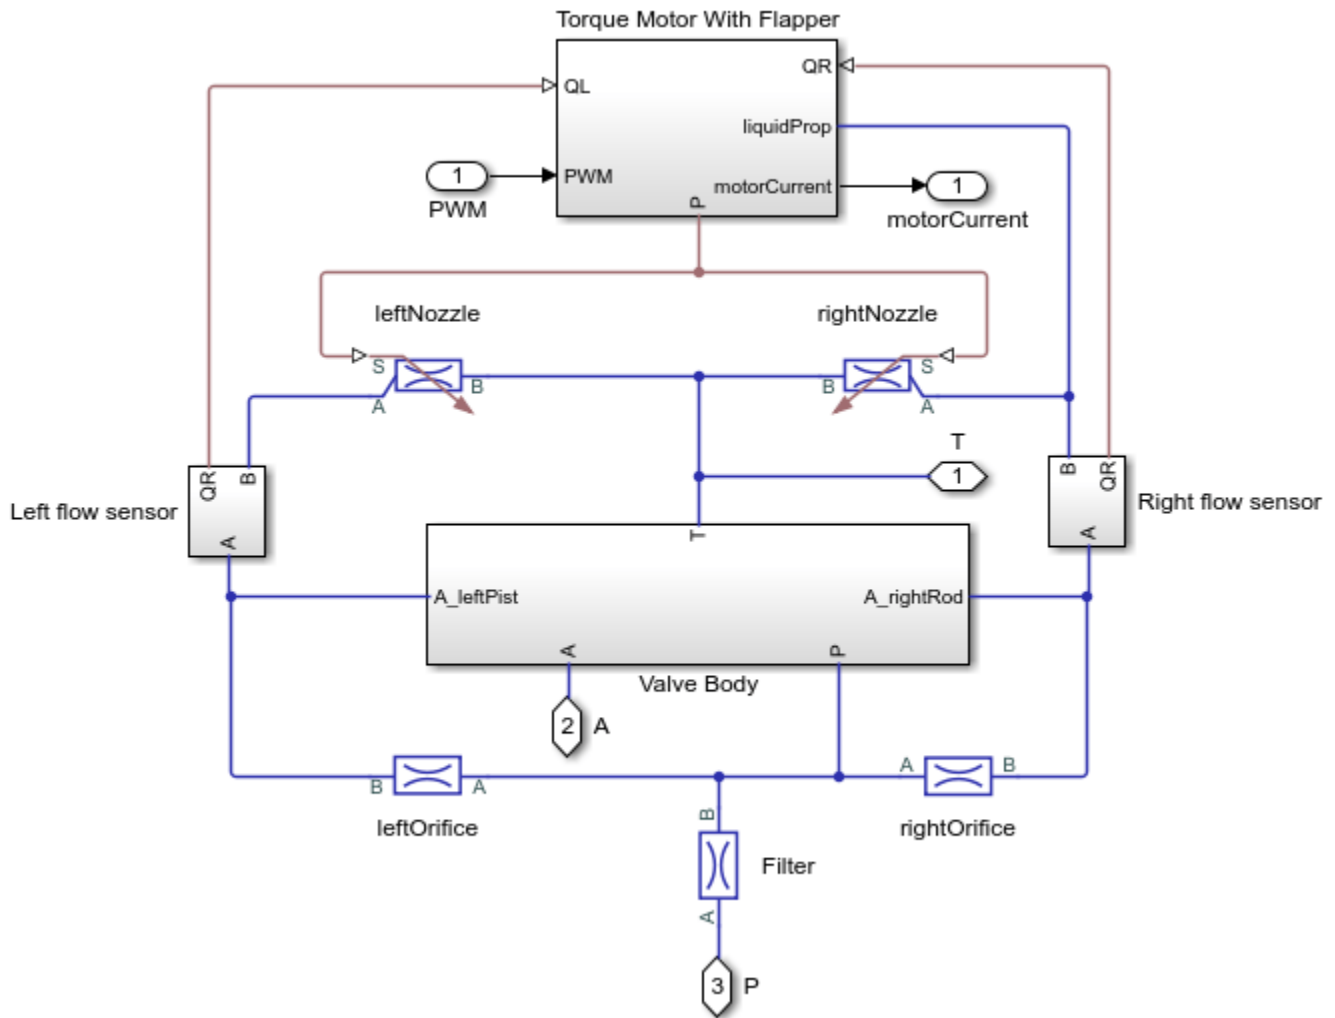 Torque Motor With Flapper
QL
QR
liquidProp
1
PWM
PWM
motorCurrent
1
motorCurrent
P
leftNozzle
rightNozzle
S
S
B
B
A
A
T
1
QR
B
Left flow sensor
A
B
QR
Right flow sensor
A
T
A_leftPist
A_rightRod
A
P
Valve Body
2
A
B
A
leftOrifice
A
B
rightOrifice
B
Filter
A
3
P